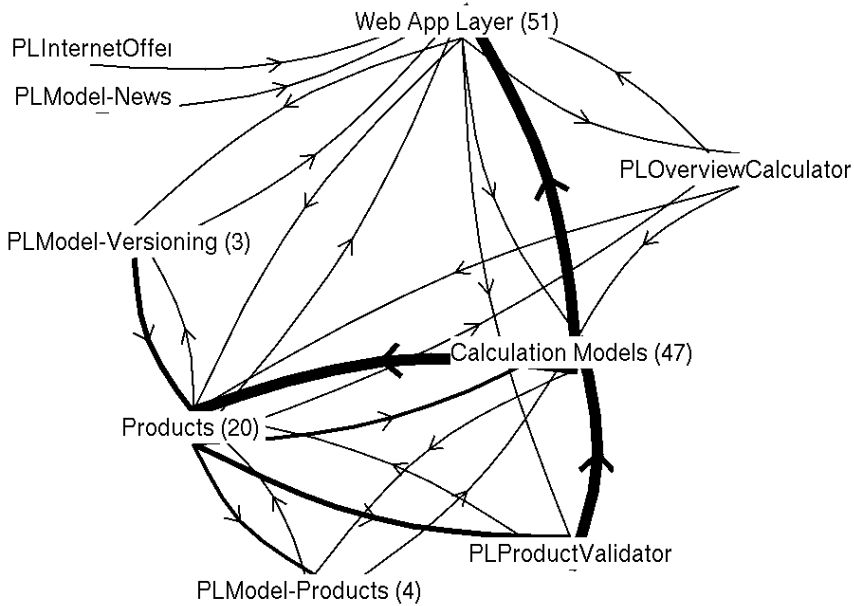 Web App Layer (51)
PLInternetOffer
PLModel-News
PLOverviewCalculator
PLModel-Versioning (3)
Calculation Models (47)
Products (20)
PLProductValidator
PLModel-Products (4)